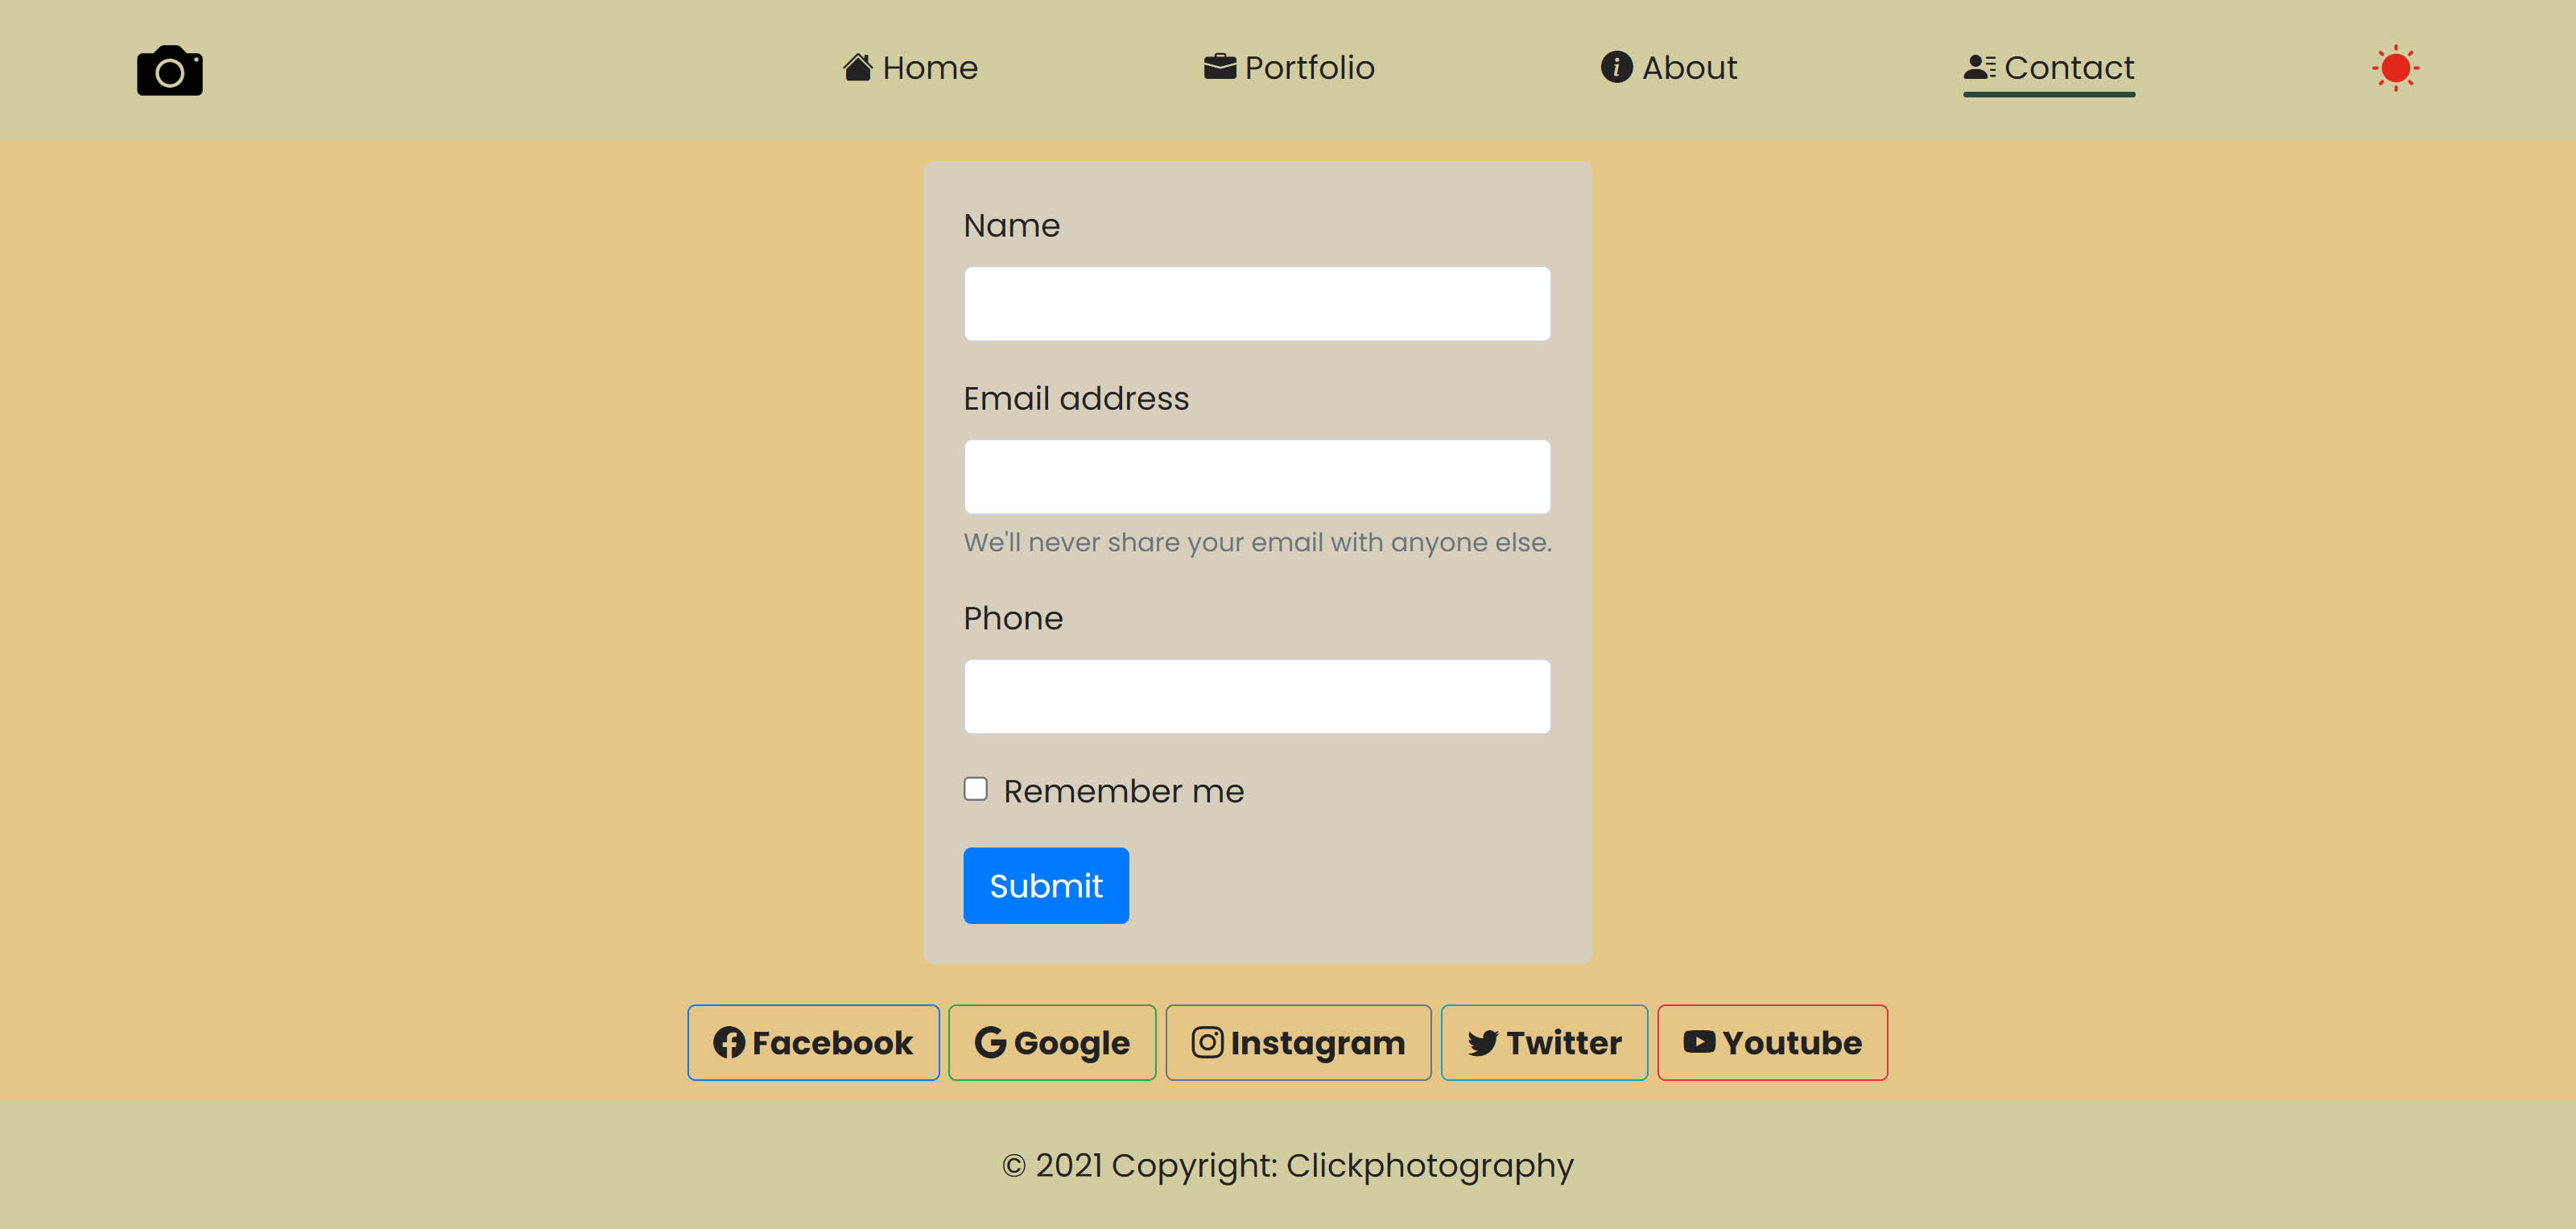 Home Portfolio About Contact
Name
Email address
We'll never share your email with anyone else.
Phone
Remember me
Submit
Facebook Google Instagram Twitter Youtube
© 2021 Copyright: Clickphotography